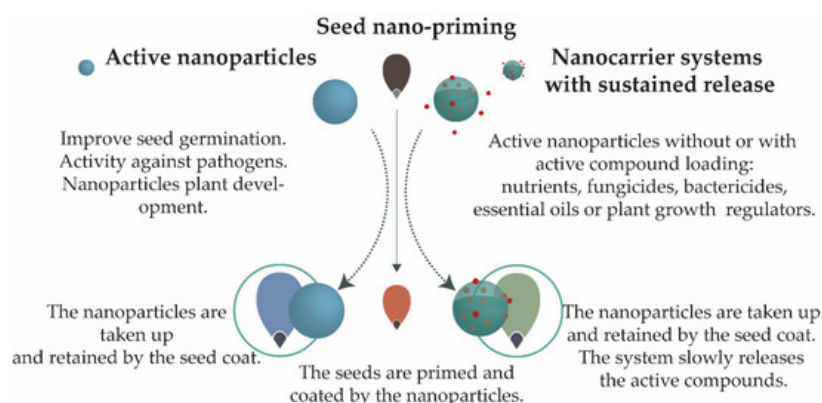 Seed nano-priming
Active nanoparticles
Nanocarrier systems
with sustained release
Improve seed germination.
Activity against pathogens.
Nanoparticles plant devel-
opment.
Active nanoparticles without or with
active compound loading:
nutrients, fungicides, bactericides,
essential oils or plant growth regulators.
The nanoparticles are
taken up
and retained by the seed coat.
The seeds are primed and
coated by the nanoparticles.
The nanoparticles are taken up
and retained by the seed coat.
The system slowly releases
the active compounds.